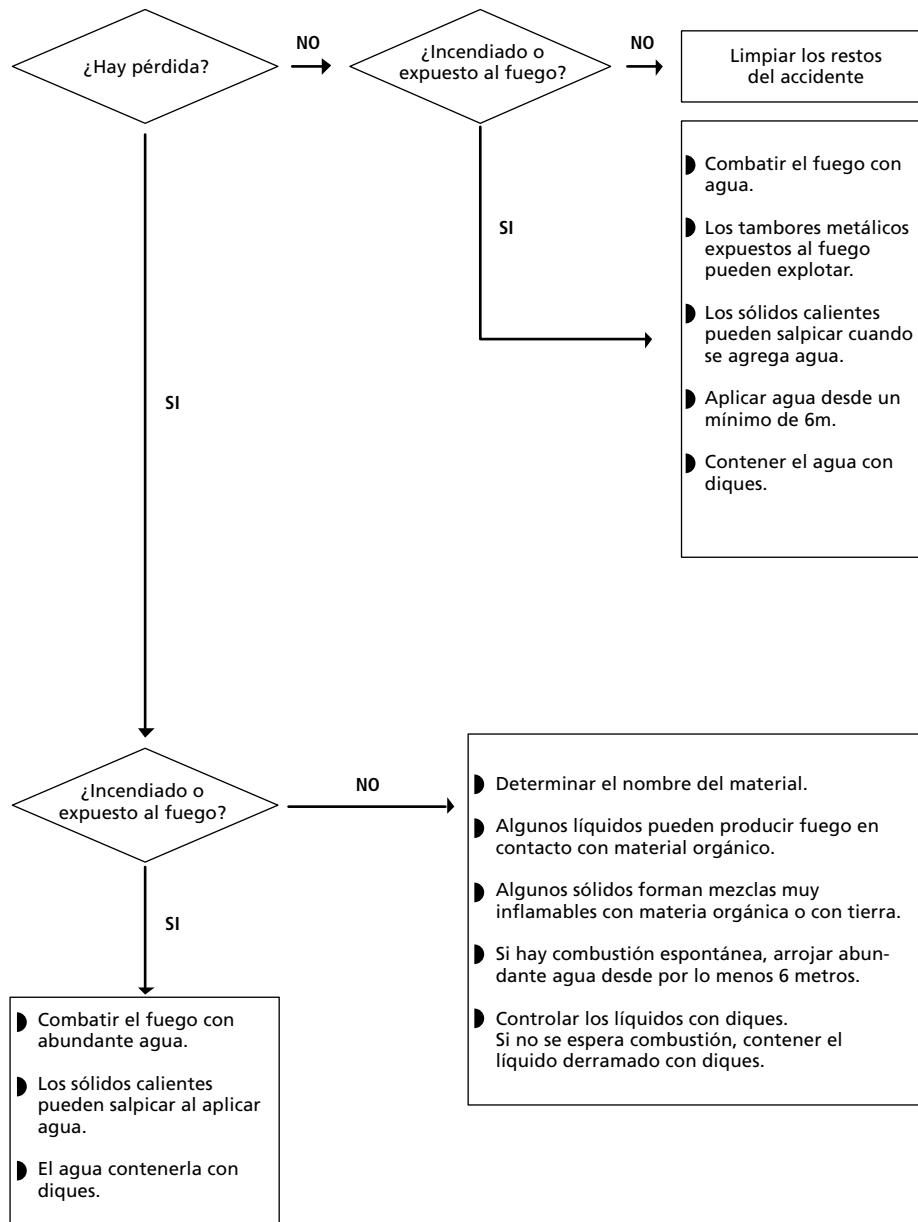 ¿Hay pérdida?
NO
¿Incendiado o
expuesto al fuego?
NO
Limpiar los restos
del accidente
SI
Combatir el fuego con
agua.
Los tambores metálicos
expuestos al fuego
pueden explotar.
Los sólidos calientes
pueden salpicar cuando
se agrega agua.
Aplicar agua desde un
mínimo de 6m.
Contener el agua con
diques.
SI
¿Incendiado o
expuesto al fuego?
NO
Determinar el nombre del material.
Algunos líquidos pueden producir fuego en
contacto con material orgánico.
Algunos sólidos forman mezclas muy
inflamables con materia orgánica o con tierra.
Si hay combustión espontánea, arrojar abun-
dante agua desde por lo menos 6 metros.
Controlar los líquidos con diques.
Si no se espera combustión, contener el
líquido derramado con diques.
SI
Combatir el fuego con
abundante agua.
Los sólidos calientes
pueden salpicar al aplicar
agua.
El agua contenerla con
diques.